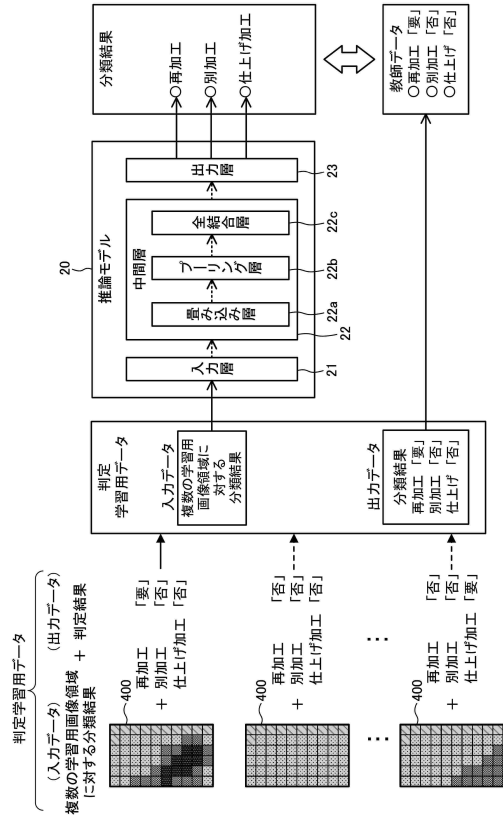 判定学習用データ
(入力データ) (出力データ)
複数の学習用画像領域 + 判定結果
に対する分類結果
400
+
再加工 「要」
別加工 「否」
仕上げ加工 「否」
400
+
再加工 「否」
別加工 「否」
仕上げ加工 「否」
...
...
400
+
再加工 「否」
別加工 「否」
仕上げ加工 「要」
判定
学習用データ
入力データ
複数の学習用
画像領域に
対する
分類結果
出力データ
分類結果
再加工 「要」
別加工 「否」
仕上げ 「否」
20
推論モデル
入力層
21
中間層
畳み込み層
22a
プーリング層
22b
全結合層
22c
22
出力層
23
分類結果
○再加工
○別加工
○仕上げ加工
教師データ
○再加工 「要」
○別加工 「否」
○仕上げ 「否」